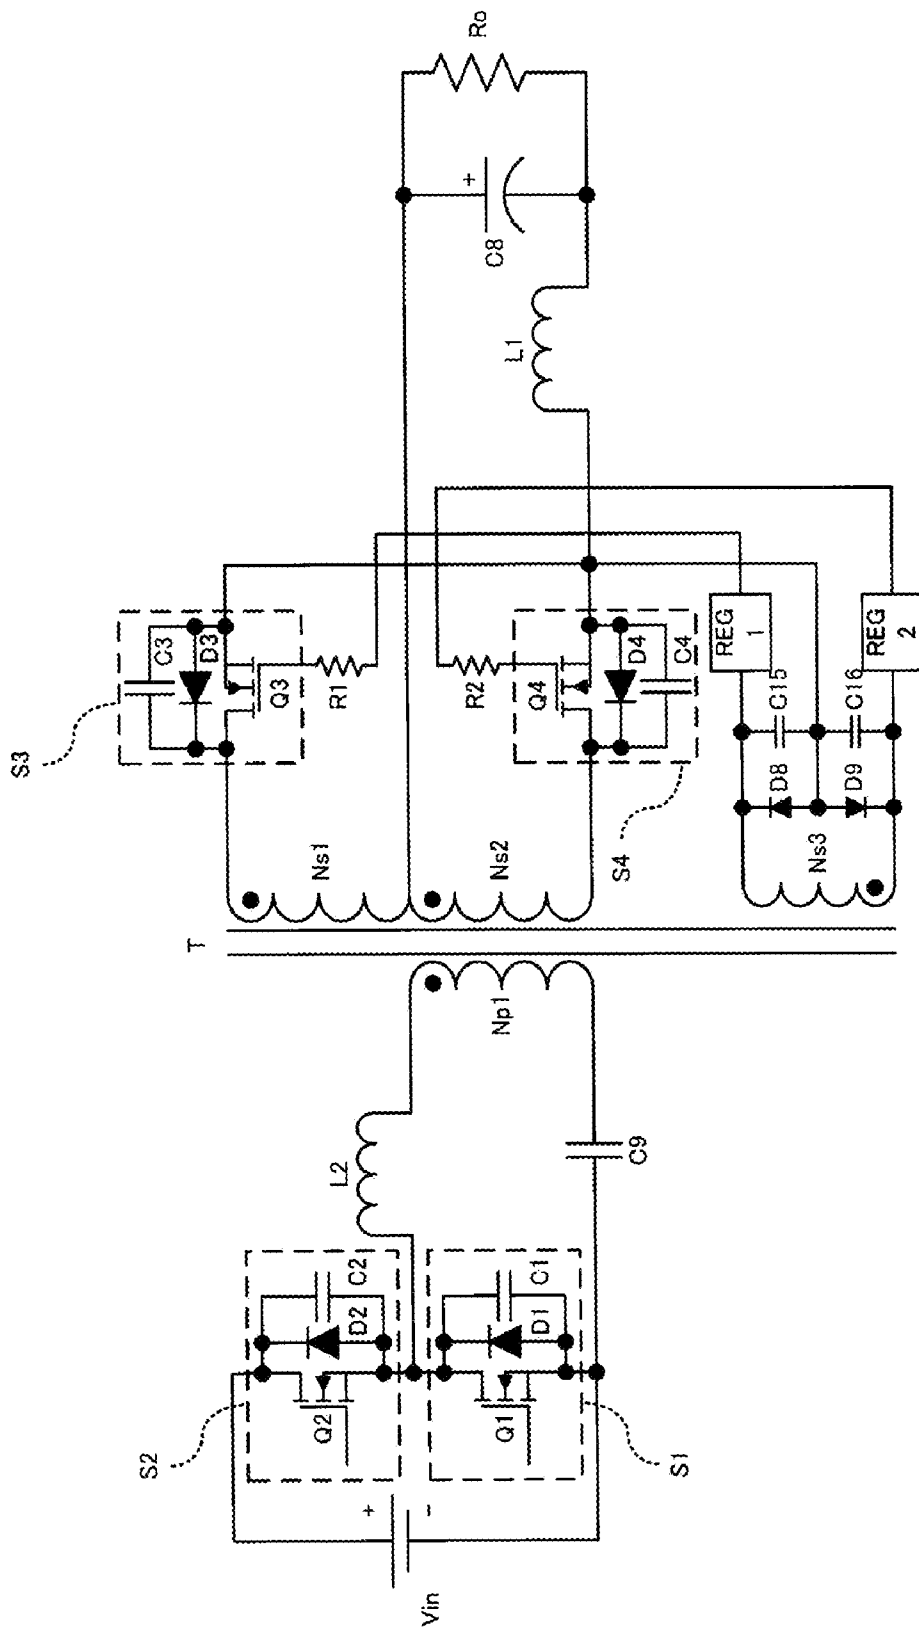 Vin
+
-
S2
Q2
D2
C2
S1
Q1
D1
C1
L2
C9
Np1
T
Ns1
Ns2
Ns3
S3
C3
D3
Q3
R1
S4
R2
Q4
D4
C4
D8
D9
C15
C16
REG
1
REG
2
L1
C8
+
Ro